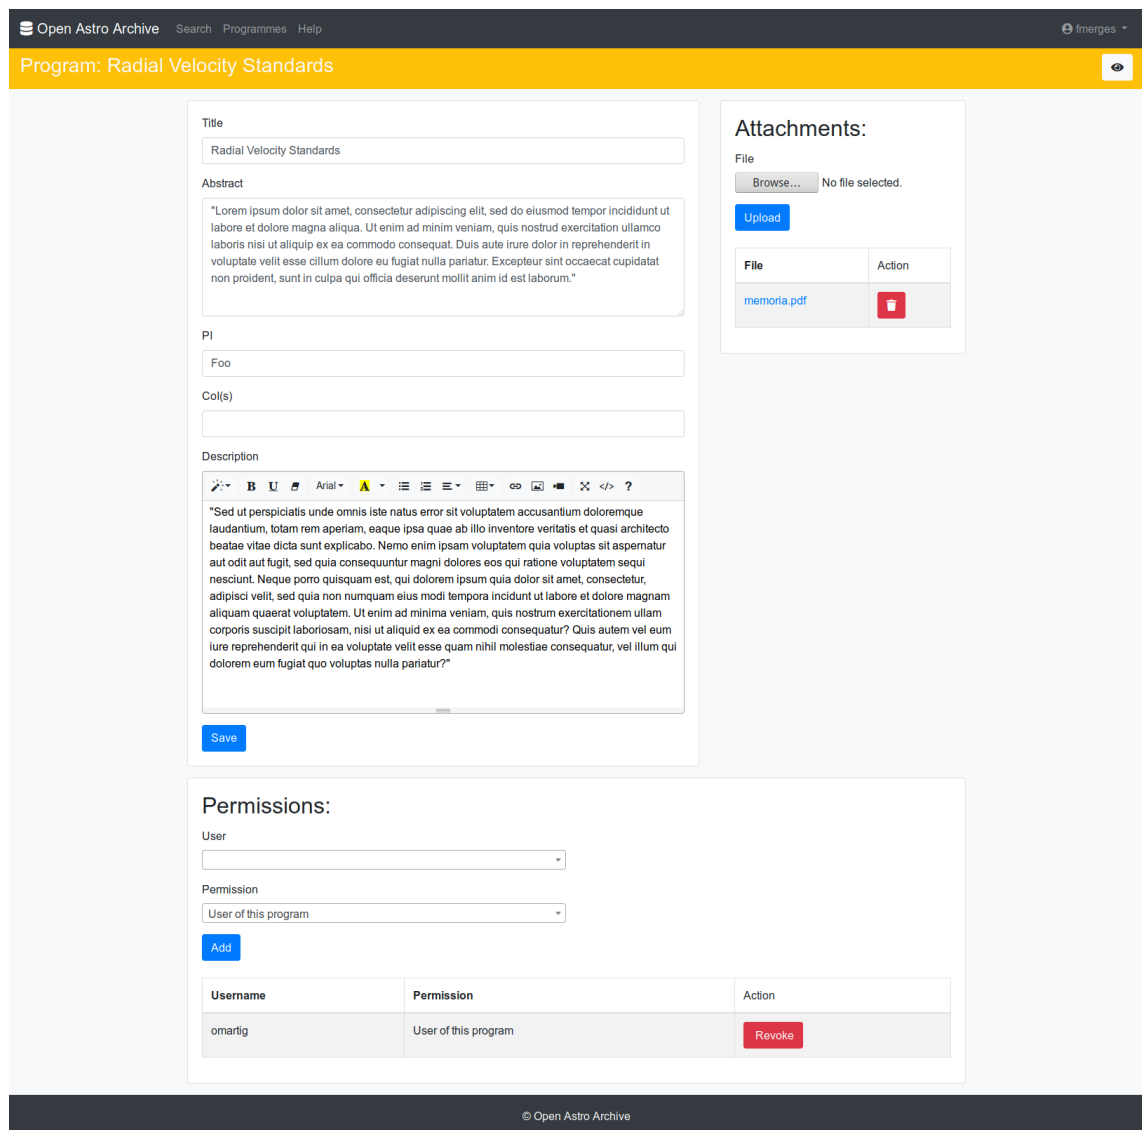 Open Astro Archive Search Programmes Help fmerges
Program: Radial Velocity Standards
Title
Radial Velocity Standards
Abstract
"Lorem ipsum dolor sit amet, consectetur adipiscing elit, sed do eiusmod tempor incididunt ut
labore et dolore magna aliqua. Ut enim ad minim veniam, quis nostrud exercitation ullamco
laboris nisi ut aliquip ex ea commodo consequat. Duis aute irure dolor in reprehenderit in
voluptate velit esse cillum dolore eu fugiat nulla pariatur. Excepteur sint occaecat cupidatat
non proident, sunt in culpa qui officia deserunt mollit anim id est laborum."
PI
Foo
CoI(s)
Description
B U Arial A </> ?
"Sed ut perspiciatis unde omnis iste natus error sit voluptatem accusantium doloremque
laudantium, totam rem aperiam, eaque ipsa quae ab illo inventore veritatis et quasi architecto
beatae vitae dicta sunt explicabo. Nemo enim ipsam voluptatem quia voluptas sit aspernatur
aut odit aut fugit, sed quia consequuntur magni dolores eos qui ratione voluptatem sequi
nesciunt. Neque porro quisquam est, qui dolorem ipsum quia dolor sit amet, consectetur,
adipisci velit, sed quia non numquam eius modi tempora incidunt ut labore et dolore magnam
aliquam quaerat voluptatem. Ut enim ad minima veniam, quis nostrum exercitationem ullam
corporis suscipit laboriosam, nisi ut aliquid ex ea commodi consequatur? Quis autem vel eum
iure reprehenderit qui in ea voluptate velit esse quam nihil molestiae consequatur, vel illum qui
dolorem eum fugiat quo voluptas nulla pariatur?"
Save
Attachments:
File
Browse... No file selected.
Upload
File Action
memoria.pdf
Permissions:
User
Permission
User of this program
Add
Username Permission Action
omartig User of this program Revoke
© Open Astro Archive